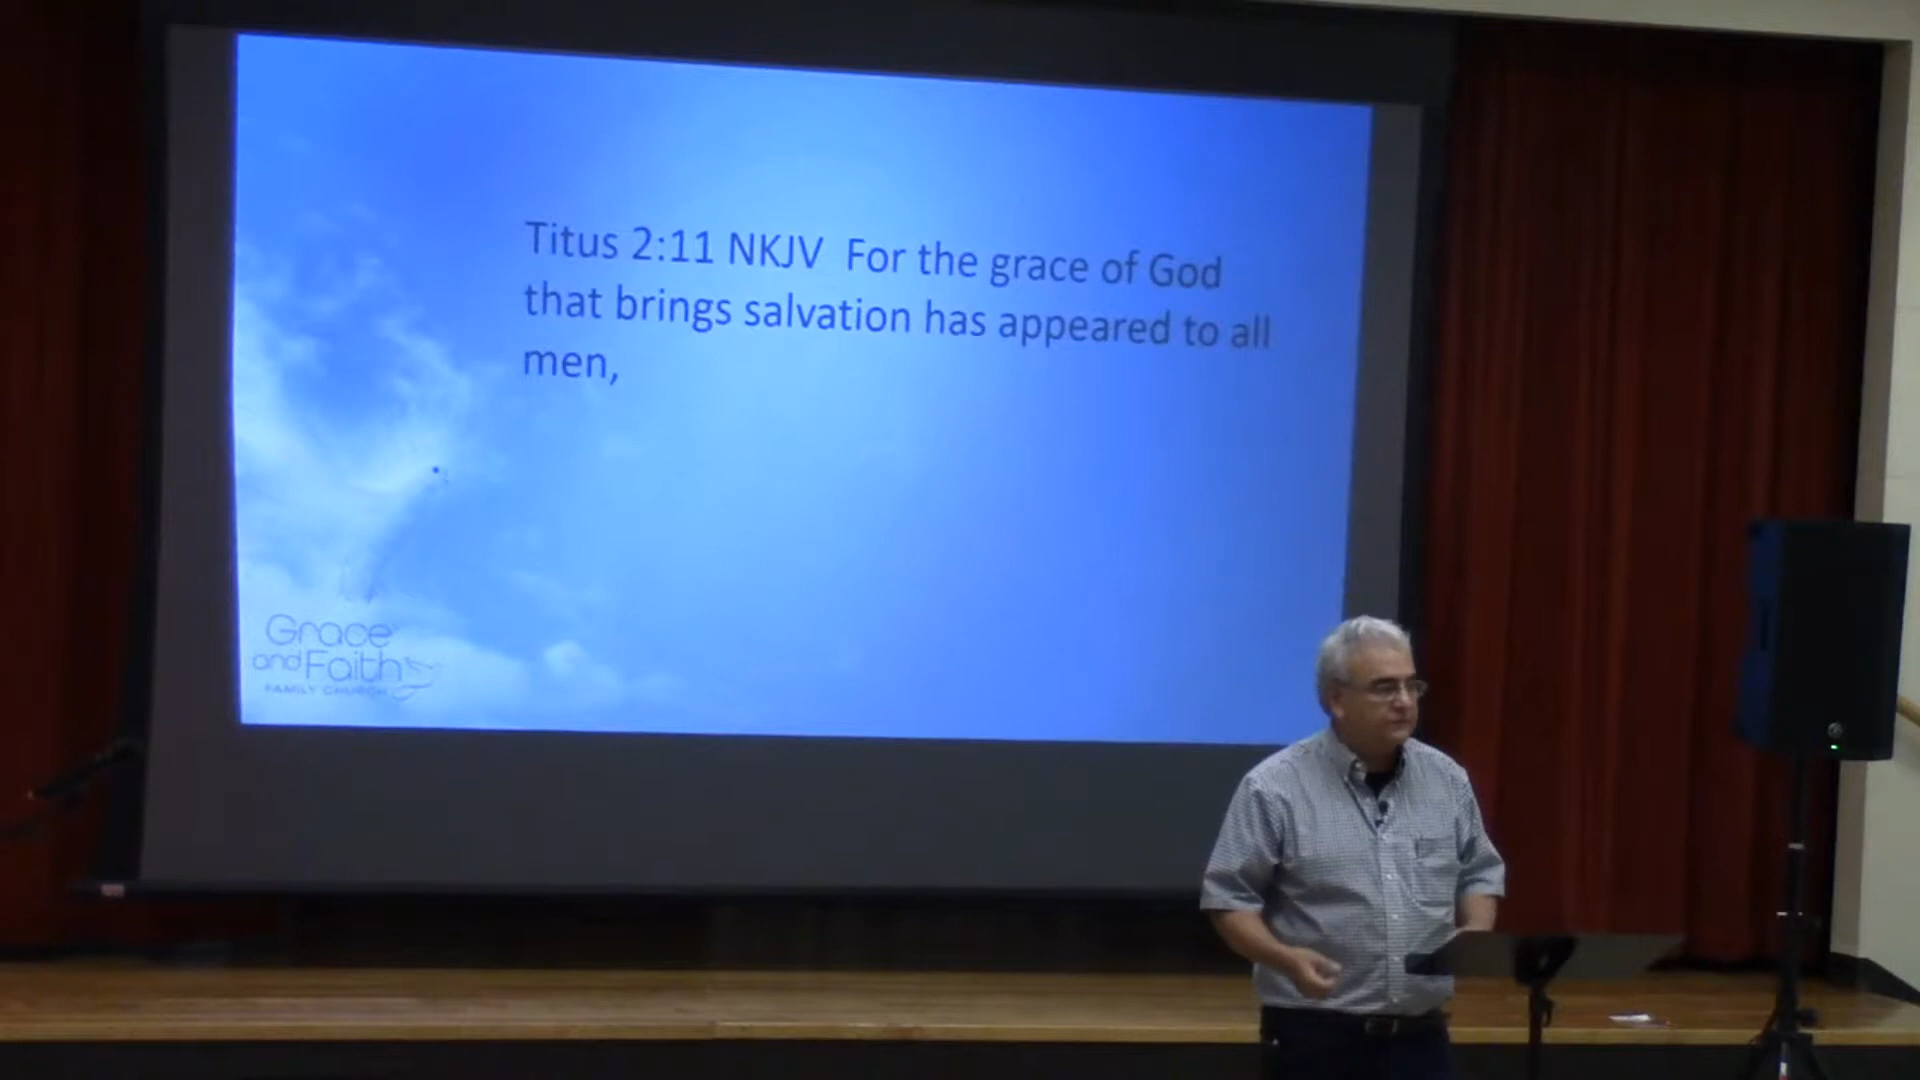 Titus 2:11 NKJV  For the grace of God
that brings salvation has appeared to all
men,
Grace
and Faith
FAMILY CHURCH